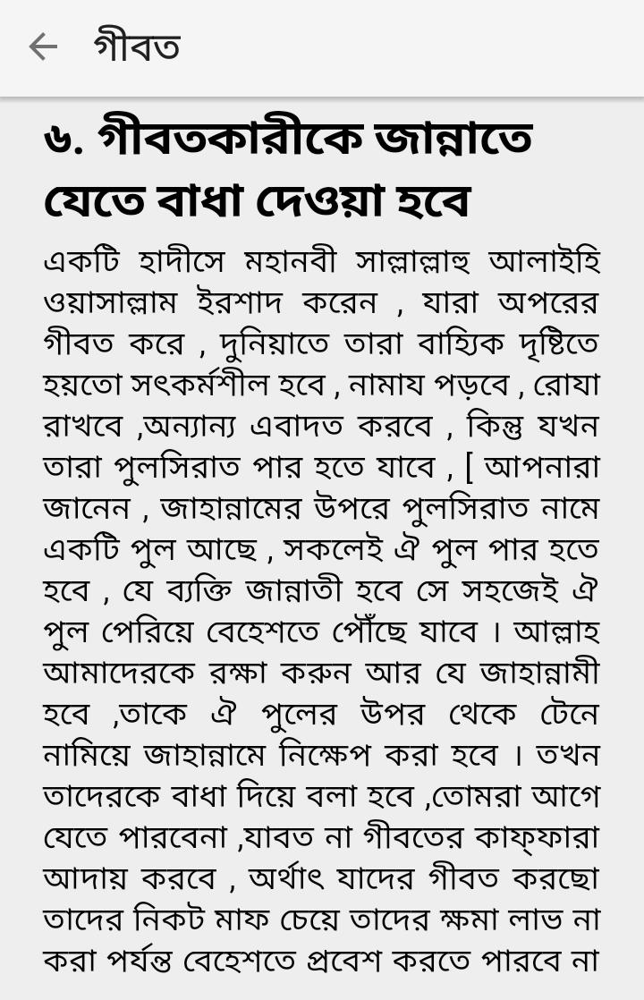 গীবত
৬. গীবতকারীকে জান্নাতে
যেতে বাধা দেওয়া হবে
একটি হাদীসে মহানবী সাল্লাল্লাহু আলাইহি
ওয়াসাল্লাম ইরশাদ করেন , যারা অপরের
গীবত করে , দুনিয়াতে তারা বাহ্যিক দৃষ্টিতে
হয়তো সৎকর্মশীল হবে , নামায পড়বে , রোযা
রাখবে ,অন্যান্য এবাদত করবে , কিন্তু যখন
তারা পুলসিরাত পার হতে যাবে , [ আপনারা
জানেন , জাহান্নামের উপরে পুলসিরাত নামে
একটি পুল আছে , সকলেই ঐ পুল পার হতে
হবে , যে ব্যক্তি জান্নাতী হবে সে সহজেই ঐ
পুল পেরিয়ে বেহেশতে পৌঁছে যাবে । আল্লাহ
আমাদেরকে রক্ষা করুন আর যে জাহান্নামী
হবে ,তাকে ঐ পুলের উপর থেকে টেনে
নামিয়ে জাহান্নামে নিক্ষেপ করা হবে । তখন
তাদেরকে বাধা দিয়ে বলা হবে ,তোমরা আগে
যেতে পারবেনা ,যাবত না গীবতের কাফ্ফারা
আদায় করবে , অর্থাৎ যাদের গীবত করছো
তাদের নিকট মাফ চেয়ে তাদের ক্ষমা লাভ না
করা পর্যন্ত বেহেশতে প্রবেশ করতে পারবে না